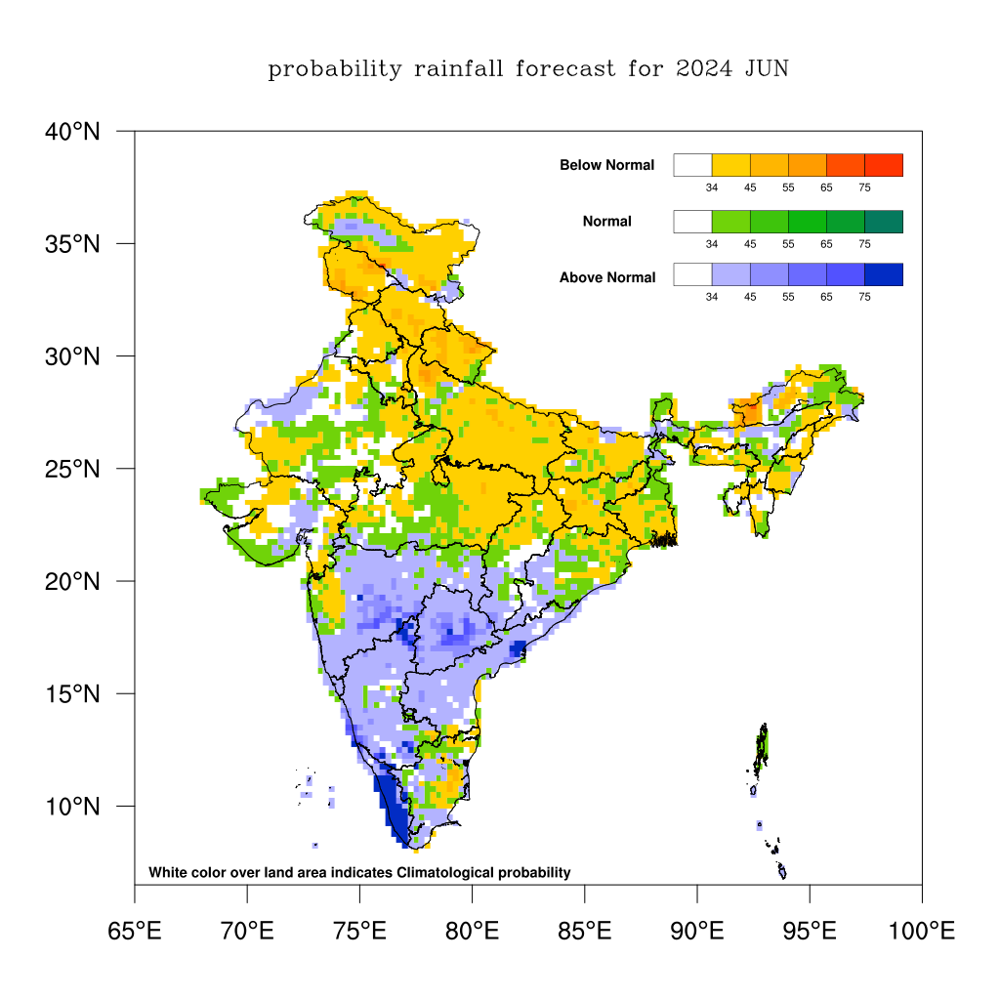 probability rainfall forecast for 2024 JUN
40°N
35°N
30°N
25°N
20°N
15°N
10°N
Below Normal
34 45 55 65 75
Normal
34 45 55 65 75
Above Normal
34 45 55 65 75
White color over land area indicates Climatological probability
65°E 70°E 75°E 80°E 85°E 90°E 95°E 100°E